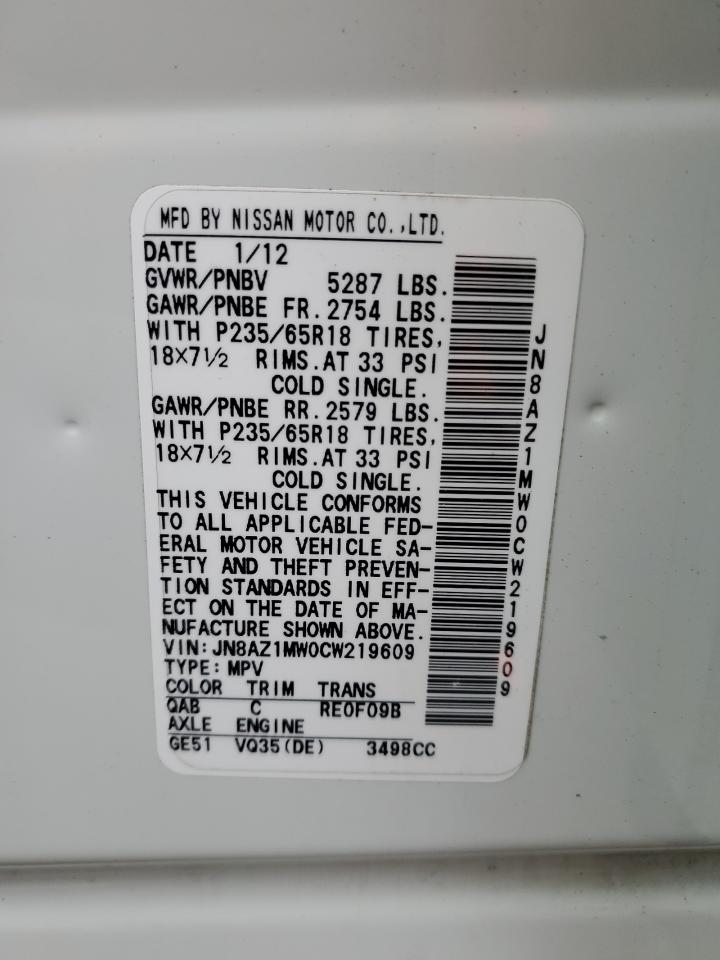 MFD BY NISSAN MOTOR CO.,LTD.
DATE 1/12
GVWR/PNBV 5287 LBS.
GAWR/PNBE FR. 2754 LBS.
WITH P235/65R18 TIRES,
18×7½ RIMS.AT 33 PSI
COLD SINGLE.
GAWR/PNBE RR. 2579 LBS.
WITH P235/65R18 TIRES,
18×7½ RIMS.AT 33 PSI
COLD SINGLE.
THIS VEHICLE CONFORMS
TO ALL APPLICABLE FED-
ERAL MOTOR VEHICLE SA-
FETY AND THEFT PREVEN-
TION STANDARDS IN EFF-
ECT ON THE DATE OF MA-
NUFACTURE SHOWN ABOVE.
VIN: JN8AZ1MW0CW219609
TYPE: MPV
COLOR TRIM TRANS
QAB C RE0F09B
AXLE ENGINE
GE51 VQ35(DE) 3498CC
JN8AZ1MW0CW219609